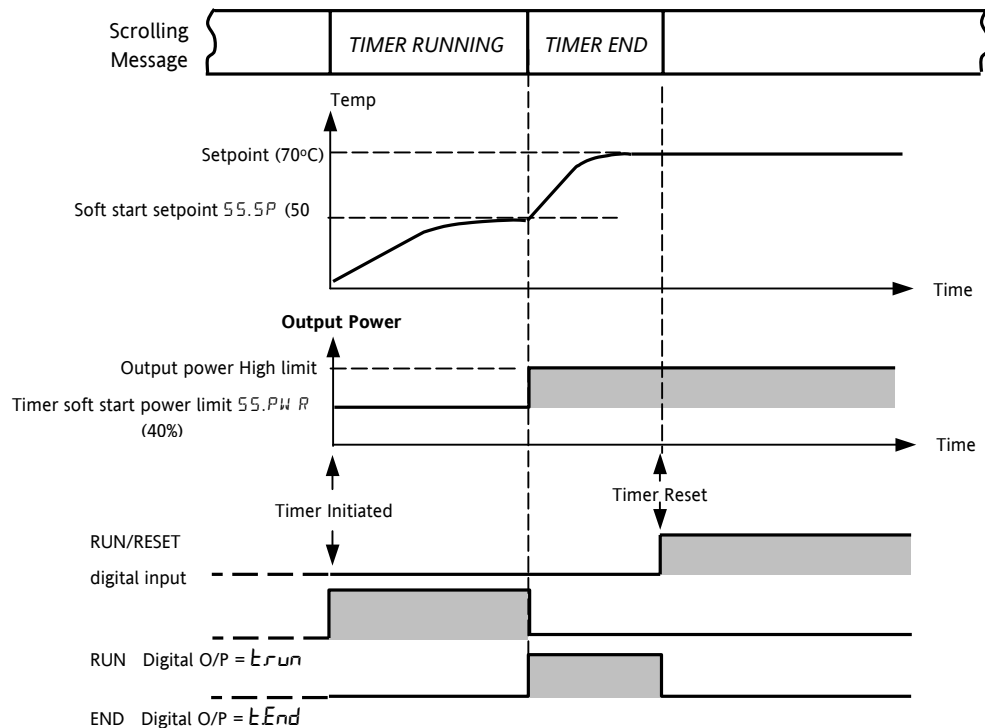 Scrolling
Message
TIMER RUNNING
TIMER END
Temp
Setpoint (70ºC)
Soft start setpoint SS.SP (50
Time
Output Power
Output power High limit
Timer soft start power limit SS.PW R
(40%)
Time
Timer Initiated
Timer Reset
RUN/RESET
digital input
RUN Digital O/P = t.run
END Digital O/P = t.End